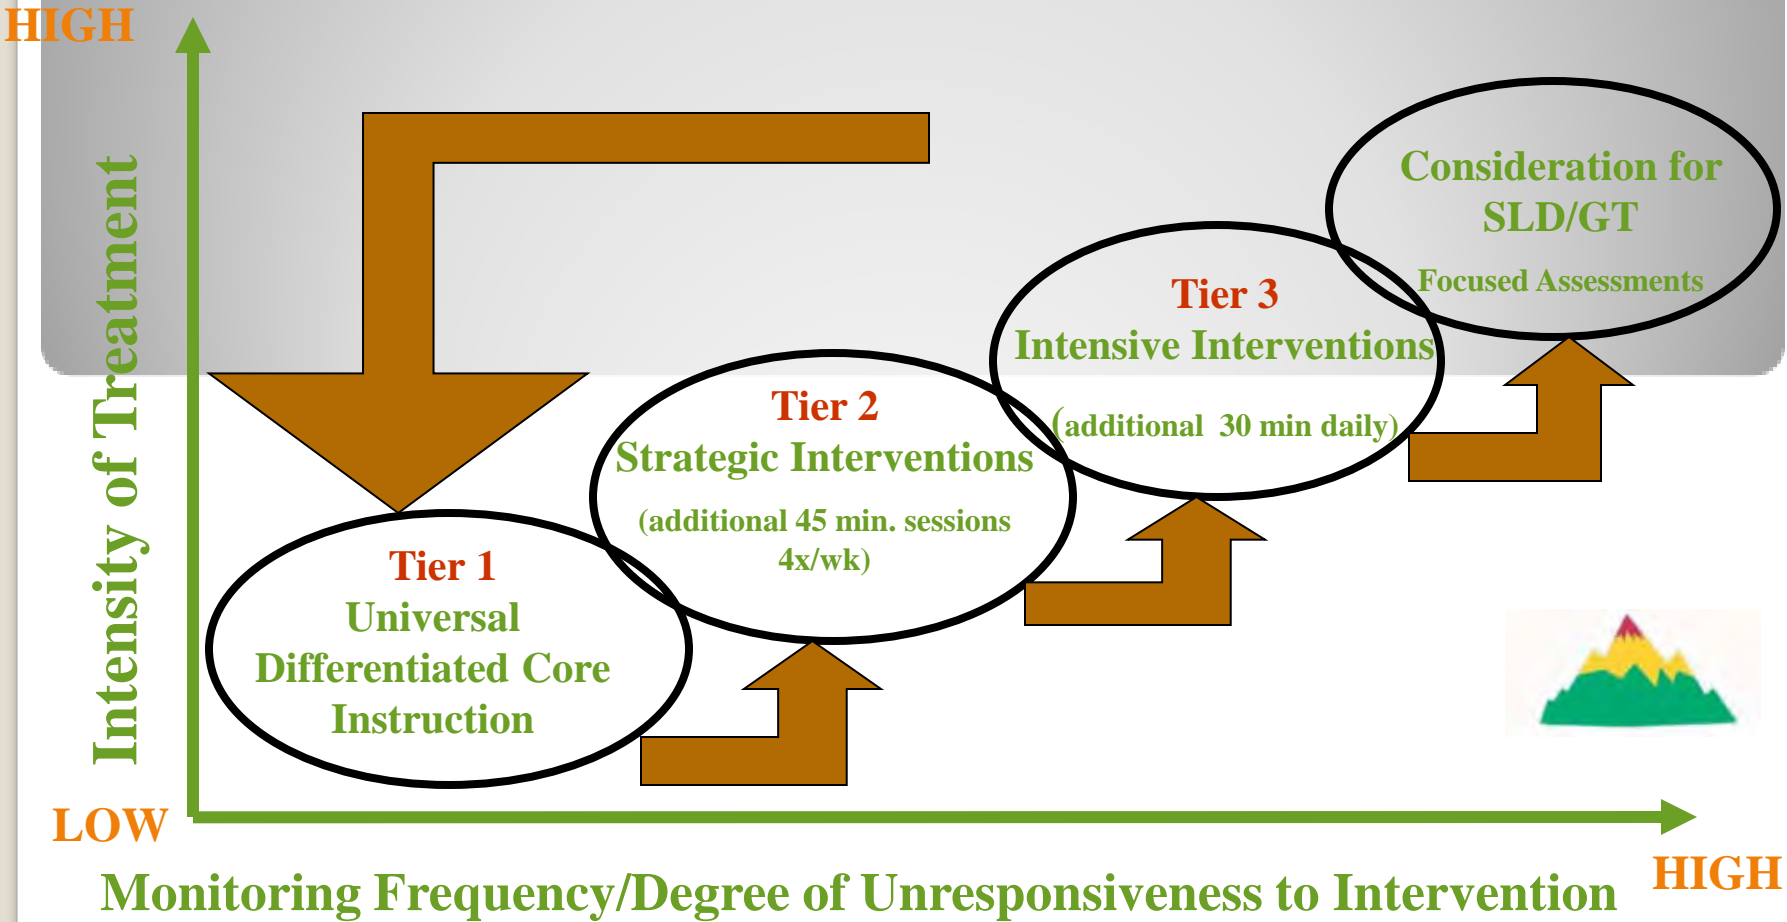 HIGH
Intensity of Treatment
Consideration for
SLD/GT
Focused Assessments
Tier 3
Intensive Interventions
(additional 30 min daily)
Tier 2
Strategic Interventions
(additional 45 min. sessions
4x/wk)
Tier 1
Universal
Differentiated Core
Instruction
LOW
HIGH
Monitoring Frequency/Degree of Unresponsiveness to Intervention